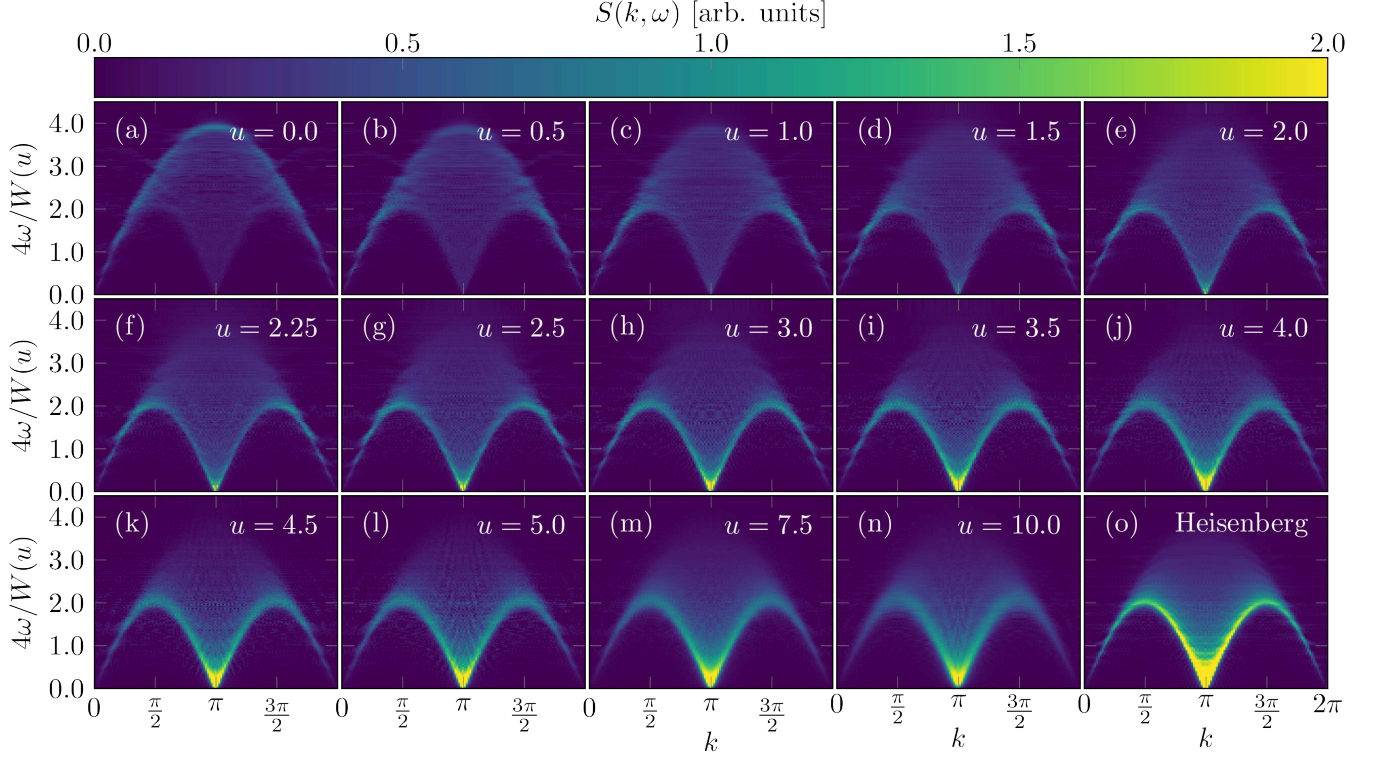 S(k, ω) [arb. units]
0.0 0.5 1.0 1.5 2.0
4ω/W(u)
4.0
3.0
2.0
1.0
0.0
(a) u = 0.0
(b) u = 0.5
(c) u = 1.0
(d) u = 1.5
(e) u = 2.0
4ω/W(u)
4.0
3.0
2.0
1.0
0.0
(f) u = 2.25
(g) u = 2.5
(h) u = 3.0
(i) u = 3.5
(j) u = 4.0
4ω/W(u)
4.0
3.0
2.0
1.0
0.0
(k) u = 4.5
(l) u = 5.0
(m) u = 7.5
(n) u = 10.0
(o) Heisenberg
0 π/2 π 3π/2 0 π/2 π 3π/2 0 π/2 π 3π/2 0 π/2 π 3π/2 0 π/2 π 3π/2 2π
k k k